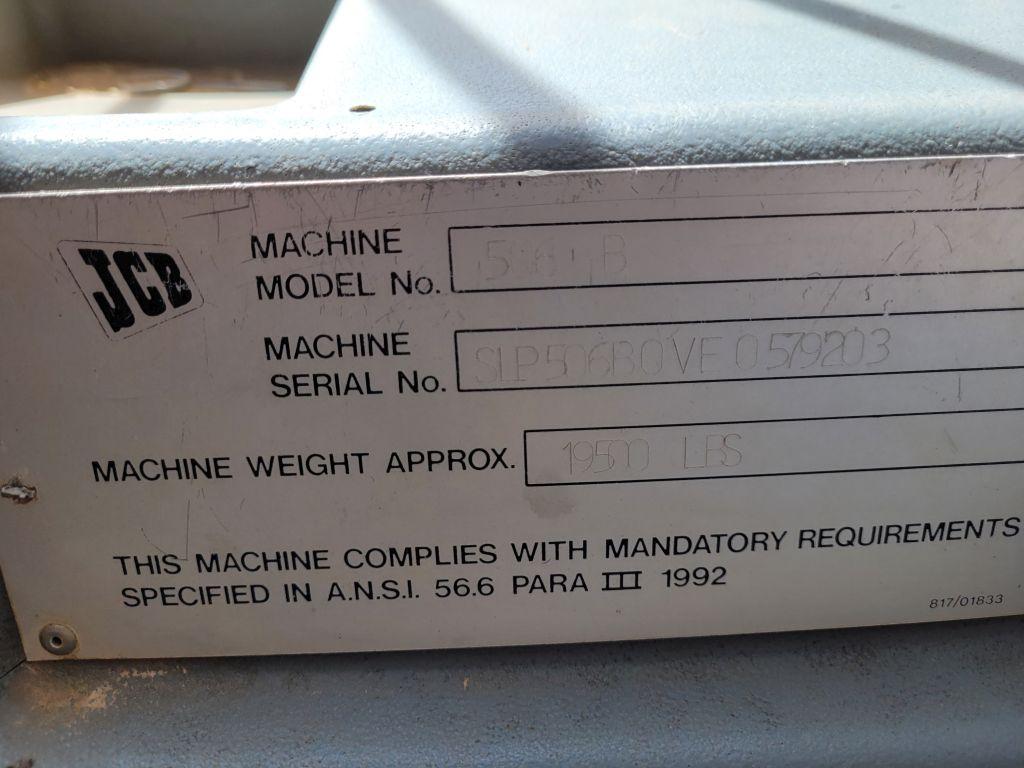 JCB
MACHINE
MODEL No.
MACHINE
SERIAL No. SLP506B0VE0579203
MACHINE WEIGHT APPROX. 19500 LBS
THIS MACHINE COMPLIES WITH MANDATORY REQUIREMENTS
SPECIFIED IN A.N.S.I. 56.6 PARA III 1992
817/01833